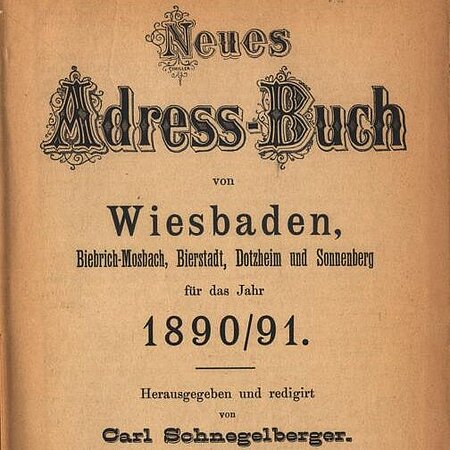 Neues
Adress-Buch
von
Wiesbaden,
Biebrich-Mosbach, Bierstadt, Dotzheim und Sonnenberg
für das Jahr
1890/91.
Herausgegeben und redigirt
von
Carl Schnegelberger.